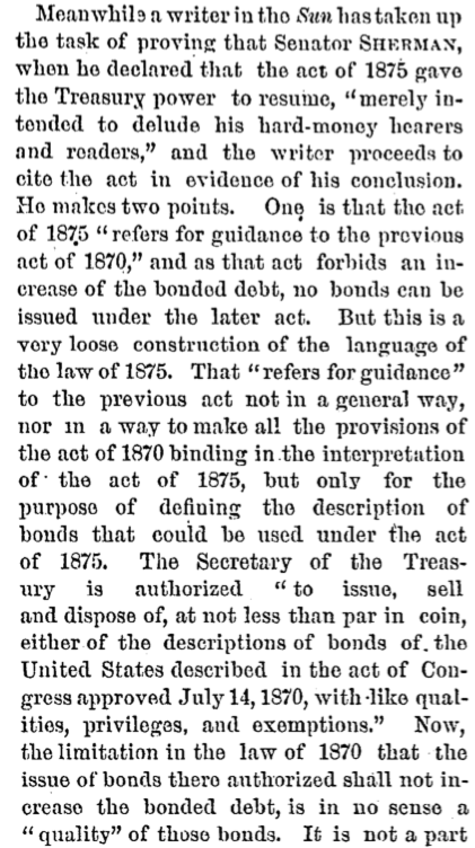 Meanwhile a writer in the Sun has taken up
the task of proving that Senator SHERMAN,
when he declared that the act of 1875 gave
the Treasury power to resume, "merely in-
tended to delude his hard-money hearers
and readers," and the writer proceeds to
cite the act in evidence of his conclusion.
He makes two points. One is that the act
of 1875 "refers for guidance to the previous
act of 1870," and as that act forbids an in-
crease of the bonded debt, no bonds can be
issued under the later act. But this is a
very loose construction of the language of
the law of 1875. That "refers for guidance"
to the previous act not in a general way,
nor in a way to make all the provisions of
the act of 1870 binding in the interpretation
of the act of 1875, but only for the
purpose of defining the description of
bonds that could be used under the act
of 1875. The Secretary of the Treas-
ury is authorized "to issue, sell
and dispose of, at not less than par in coin,
either of the descriptions of bonds of the
United States described in the act of Con-
gress approved July 14, 1870, with like qual-
ities, privileges, and exemptions." Now,
the limitation in the law of 1870 that the
issue of bonds there authorized shall not in-
crease the bonded debt, is in no sense a
"quality" of those bonds. It is not a part